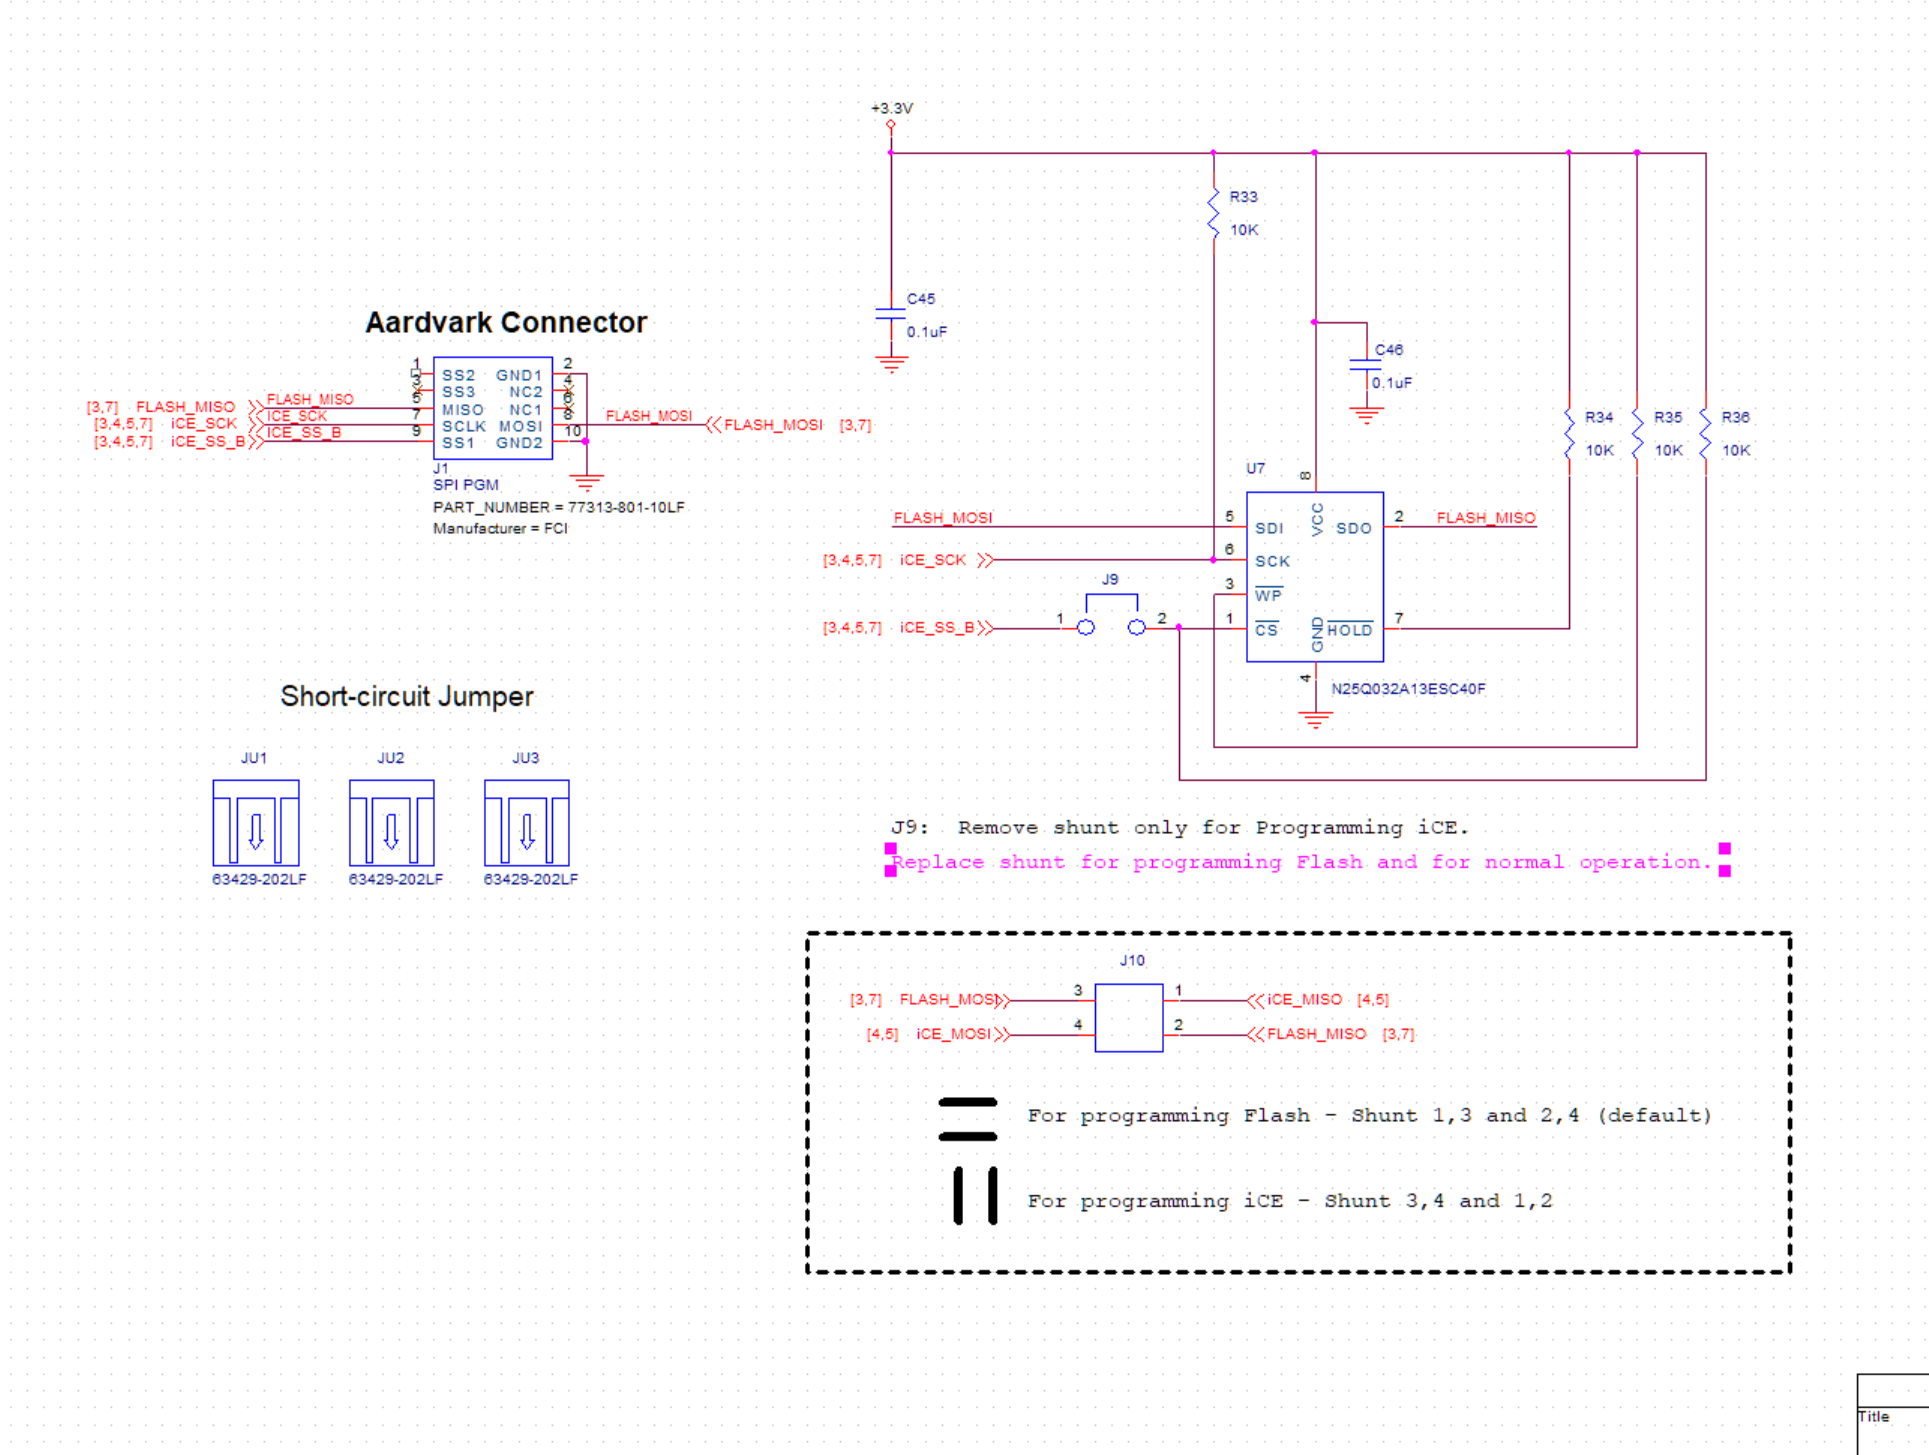 +3.3V
R33
10K
C45
0.1uF
C46
0.1uF
R34
10K
R35
10K
R36
10K
Aardvark Connector
1 SS2 GND1 2
3 SS3 NC2 4
[3,7] FLASH_MISO FLASH_MISO 5 MISO NC1 6
[3,4,5,7] iCE_SCK iCE_SCK 7 SCLK MOSI 8 FLASH_MOSI FLASH_MOSI [3,7]
[3,4,5,7] iCE_SS_B iCE_SS_B 9 SS1 GND2 10
J1
SPI PGM
PART_NUMBER = 77313-801-10LF
Manufacturer = FCI
U7
8
VCC
FLASH_MOSI 5 SDI SDO 2 FLASH_MISO
[3,4,5,7] iCE_SCK 6 SCK
J9
3 WP
[3,4,5,7] iCE_SS_B 1 2 1 CS HOLD 7
GND
4
N25Q032A13ESC40F
Short-circuit Jumper
JU1 JU2 JU3
63429-202LF 63429-202LF 63429-202LF
J9: Remove shunt only for Programming iCE.
Replace shunt for programming Flash and for normal operation.
J10
[3,7] FLASH_MOSI 3 1 iCE_MISO [4,5]
[4,5] iCE_MOSI 4 2 FLASH_MISO [3,7]
For programming Flash - Shunt 1,3 and 2,4 (default)
For programming iCE - Shunt 3,4 and 1,2
Title